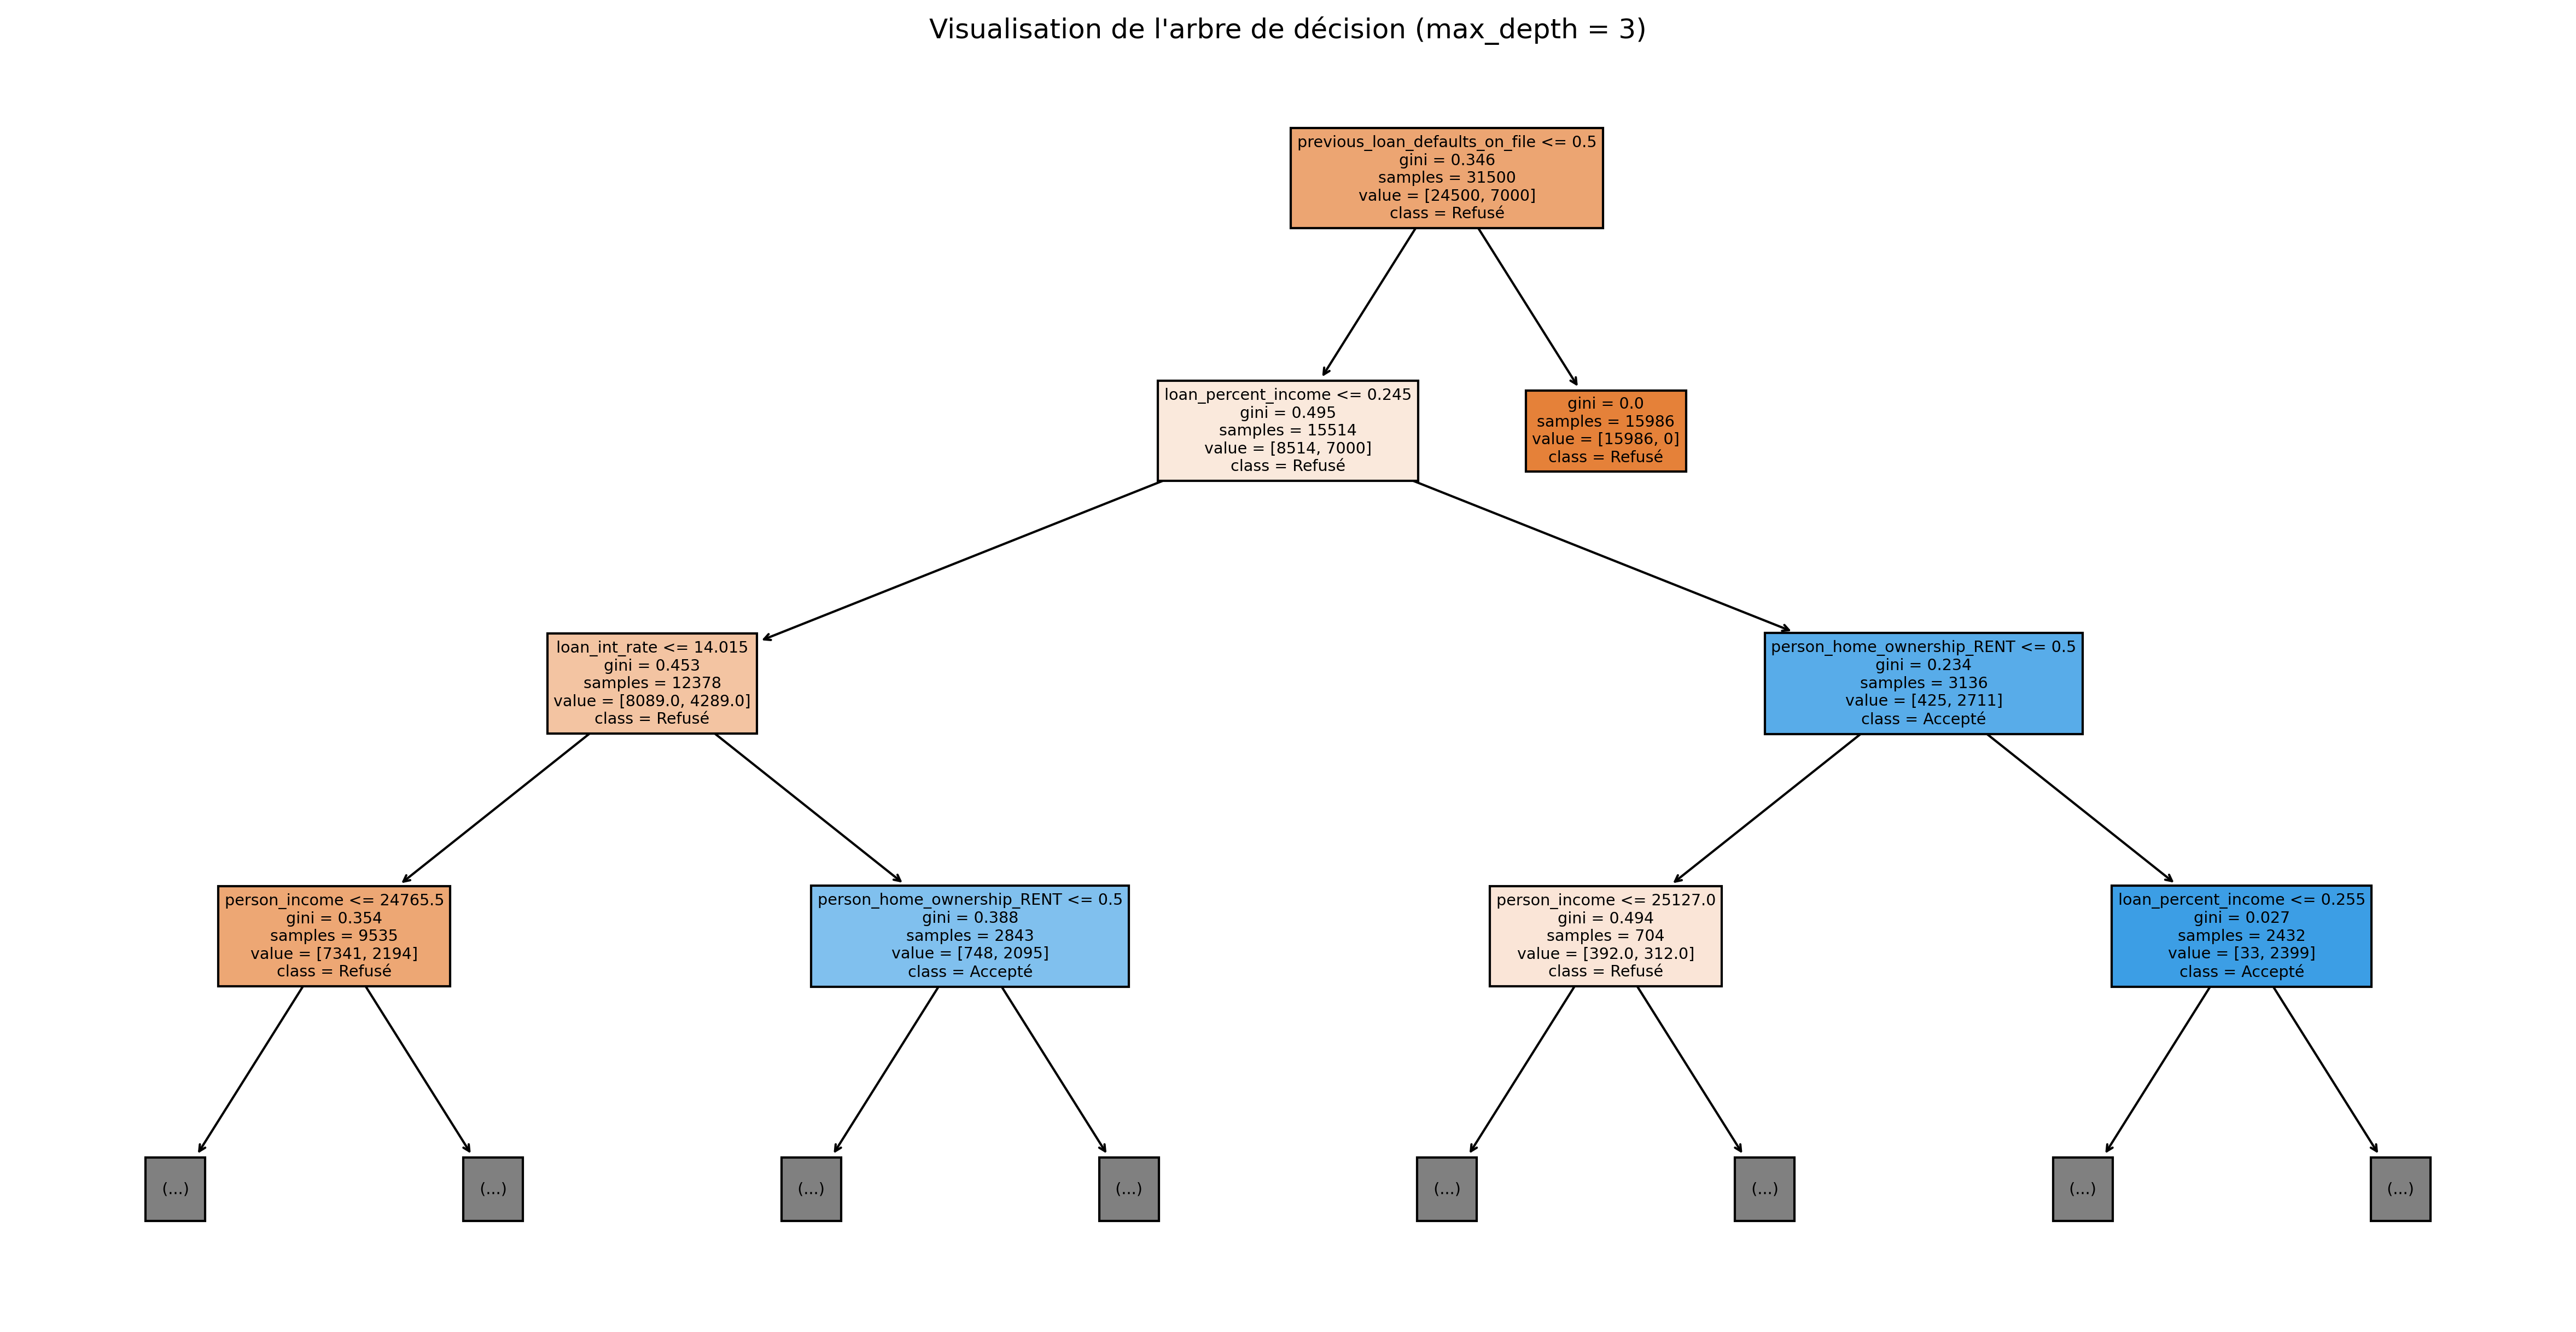 Visualisation de l'arbre de décision (max_depth = 3)
previous_loan_defaults_on_file <= 0.5
gini = 0.346
samples = 31500
value = [24500, 7000]
class = Refusé
loan_percent_income <= 0.245
gini = 0.495
samples = 15514
value = [8514, 7000]
class = Refusé
gini = 0.0
samples = 15986
value = [15986, 0]
class = Refusé
loan_int_rate <= 14.015
gini = 0.453
samples = 12378
value = [8089.0, 4289.0]
class = Refusé
person_home_ownership_RENT <= 0.5
gini = 0.234
samples = 3136
value = [425, 2711]
class = Accepté
person_income <= 24765.5
gini = 0.354
samples = 9535
value = [7341, 2194]
class = Refusé
person_home_ownership_RENT <= 0.5
gini = 0.388
samples = 2843
value = [748, 2095]
class = Accepté
person_income <= 25127.0
gini = 0.494
samples = 704
value = [392.0, 312.0]
class = Refusé
loan_percent_income <= 0.255
gini = 0.027
samples = 2432
value = [33, 2399]
class = Accepté
(...)
(...)
(...)
(...)
(...)
(...)
(...)
(...)